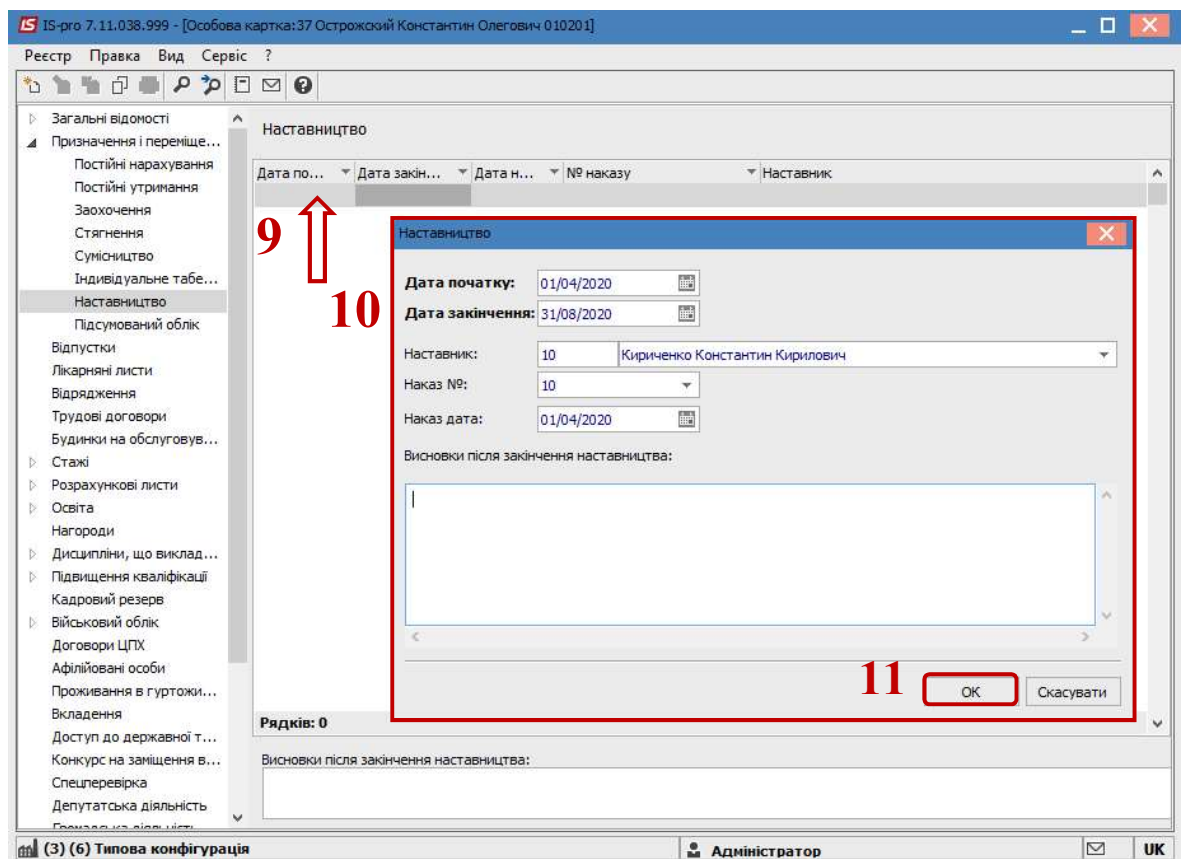 IS-pro 7.11.038.999 - [Особова картка:37 Острожский Константин Олегович 010201]
Реєстр Правка Вид Сервіс ?
Загальні відомості
Призначення і переміще...
Постійні нарахування
Постійні утримання
Заохочення
Стягнення
Сумісництво
Індивідуальне табе...
Наставництво
Підсумований облік
Відпустки
Лікарняні листи
Відрядження
Трудові договори
Будинки на обслуговув...
Стажі
Розрахункові листи
Освіта
Нагороди
Дисципліни, що виклад...
Підвищення кваліфікації
Кадровий резерв
Військовий облік
Договори ЦПХ
Афілійовані особи
Проживання в гуртожи...
Вкладення
Доступ до державної т...
Конкурс на заміщення в...
Спецперевірка
Депутатська діяльність
Громадська діяльність
Наставництво
Дата по... Дата закін... Дата н... № наказу Наставник
9
10
Наставництво
Дата початку: 01/04/2020
Дата закінчення: 31/08/2020
Наставник: 10 Кириченко Константин Кирилович
Наказ №: 10
Наказ дата: 01/04/2020
Висновки після закінчення наставництва:
11
ОК Скасувати
Рядків: 0
Висновки після закінчення наставництва:
(3) (6) Типова конфігурація Адміністратор UK